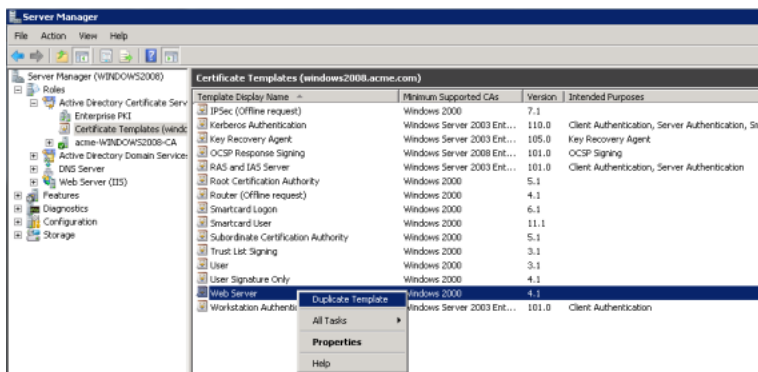 Server Manager
File Action View Help
Server Manager (WINDOWS2008)
Roles
Active Directory Certificate Serv
Enterprise PKI
Certificate Templates (windc
acme-WINDOWS2008-CA
Active Directory Domain Service:
DNS Server
Web Server (IIS)
Features
Diagnostics
Configuration
Storage
Certificate Templates (windows2008.acme.com)
Template Display Name Minimum Supported CAs Version Intended Purposes
IPSec (Offline request) Windows 2000 7.1
Kerberos Authentication Windows Server 2003 Ent... 110.0 Client Authentication, Server Authentication, Sm
Key Recovery Agent Windows Server 2003 Ent... 105.0 Key Recovery Agent
OCSP Response Signing Windows Server 2008 Ent... 101.0 OCSP Signing
RAS and IAS Server Windows Server 2003 Ent... 101.0 Client Authentication, Server Authentication
Root Certification Authority Windows 2000 5.1
Router (Offline request) Windows 2000 4.1
Smartcard Logon Windows 2000 6.1
Smartcard User Windows 2000 11.1
Subordinate Certification Authority Windows 2000 5.1
Trust List Signing Windows 2000 3.1
User Windows 2000 3.1
User Signature Only Windows 2000 4.1
Web Server Windows 2000 4.1
Workstation Authentic Windows Server 2003 Ent... 101.0 Client Authentication
Duplicate Template
All Tasks
Properties
Help